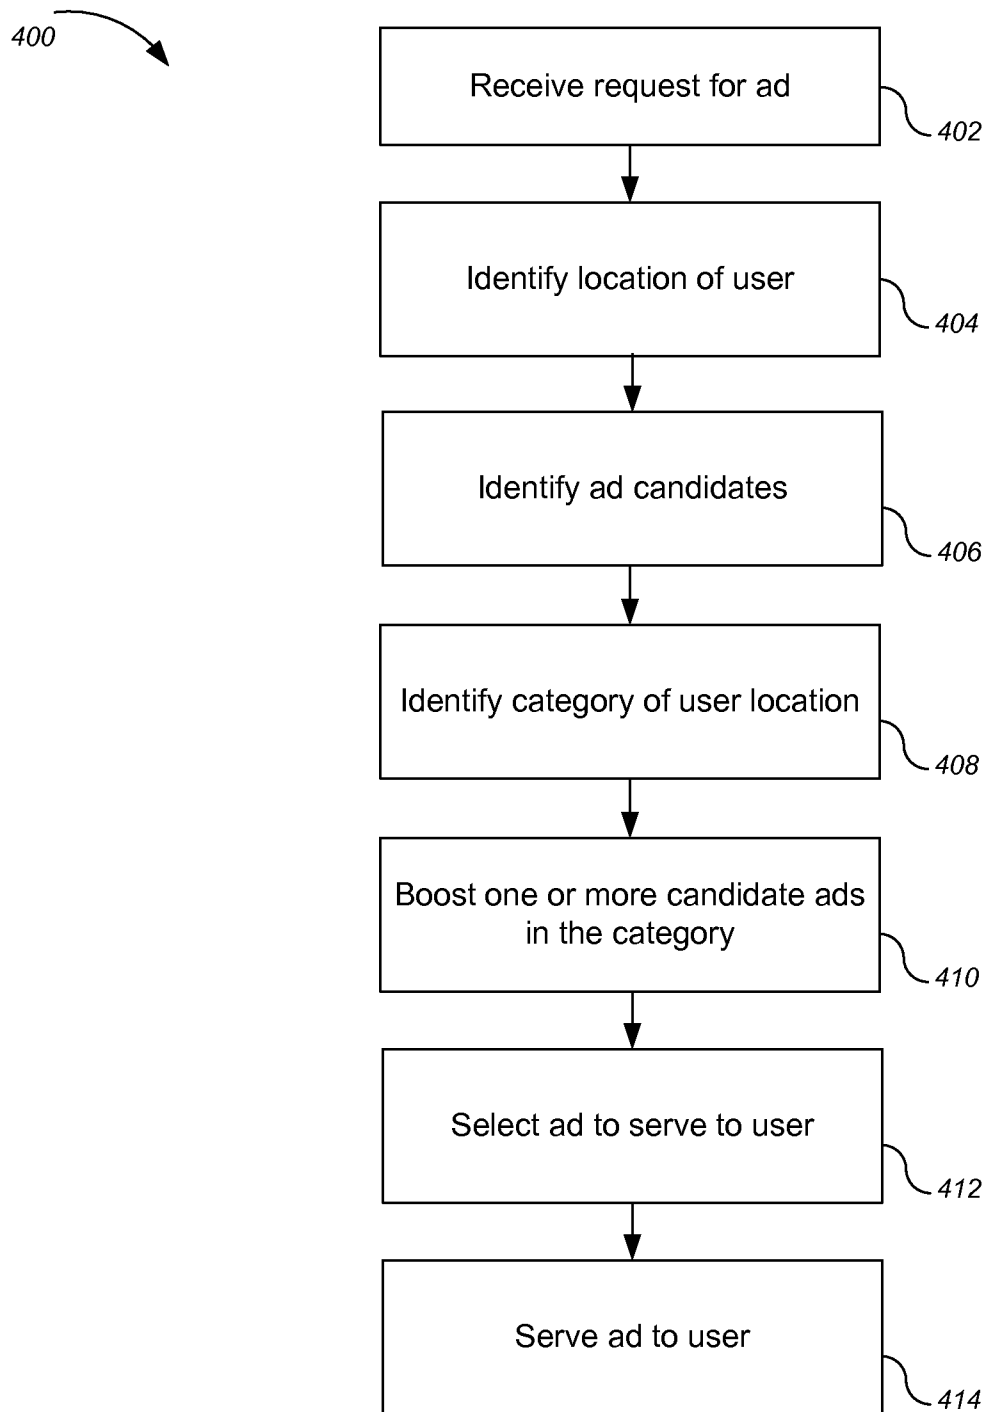 400
Receive request for ad
402
Identify location of user
404
Identify ad candidates
406
Identify category of user location
408
Boost one or more candidate ads
in the category
410
Select ad to serve to user
412
Serve ad to user
414